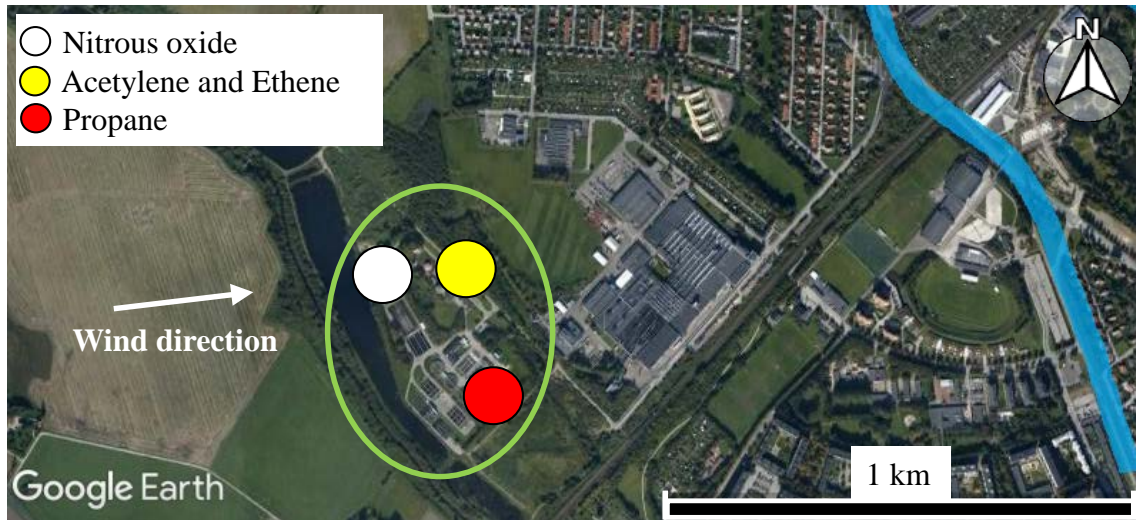 Nitrous oxide
Acetylene and Ethene
Propane
N
Wind direction
1 km
Google Earth